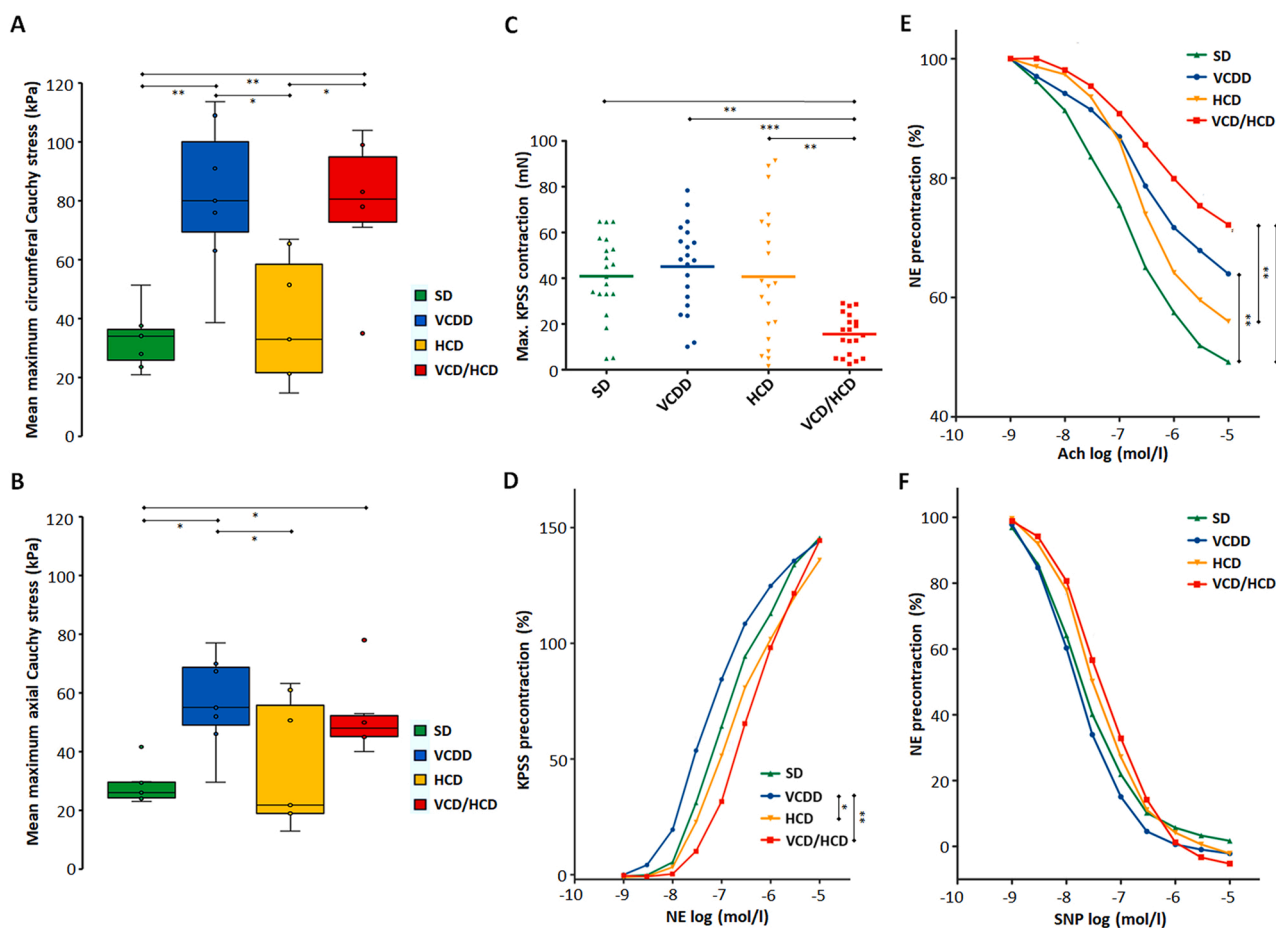 A
Mean maximum circumferal Cauchy stress (kPa)
120
100
80
60
40
20
0
**
**
*
*
SD
VCDD
HCD
VCD/HCD
B
Mean maximum axial Cauchy stress (kPa)
120
100
80
60
40
20
0
*
*
*
SD
VCDD
HCD
VCD/HCD
C
Max. KPSS contraction (mN)
100
80
60
40
20
0
**
***
**
SD
VCDD
HCD
VCD/HCD
D
KPSS precontraction (%)
150
100
50
0
-10
-9
-8
-7
-6
-5
NE log (mol/l)
SD
VCDD
HCD
VCD/HCD
*
**
E
NE precontraction (%)
100
80
60
40
-10
-9
-8
-7
-6
-5
Ach log (mol/l)
SD
VCDD
HCD
VCD/HCD
**
**
F
NE precontraction (%)
100
80
60
40
20
0
-10
-9
-8
-7
-6
-5
SNP log (mol/l)
SD
VCDD
HCD
VCD/HCD